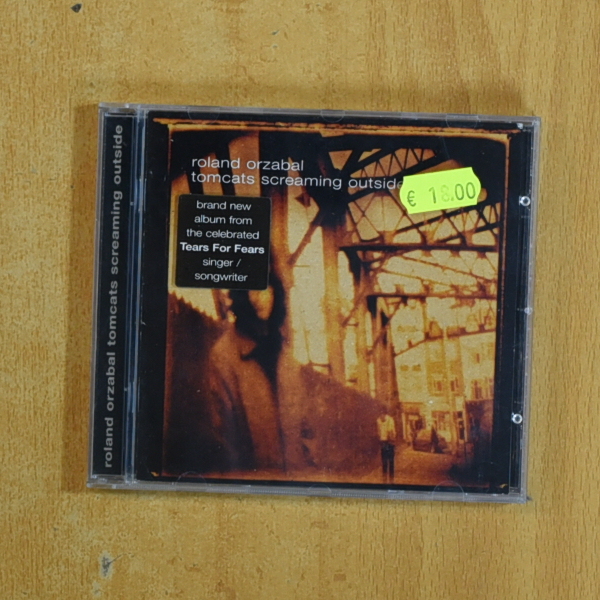 roland orzabal tomcats screaming outside
roland orzabal
tomcats screaming outside
€ 18.00
brand new
album from
the celebrated
Tears For Fears
singer /
songwriter